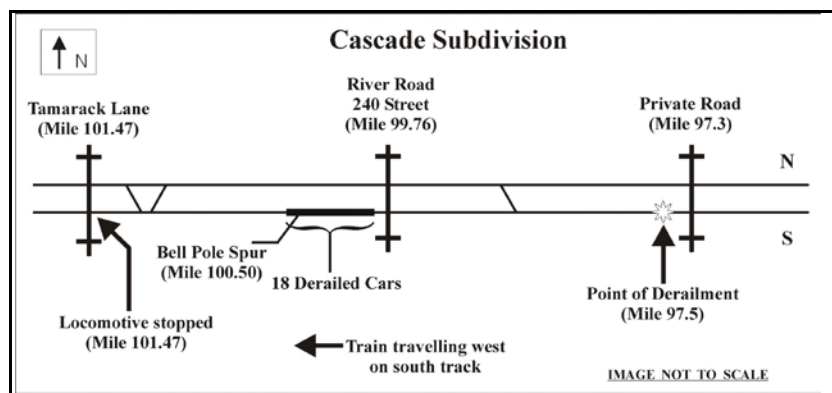 Cascade Subdivision
N
River Road
240 Street
(Mile 99.76)
Tamarack Lane
(Mile 101.47)
Private Road
(Mile 97.3)
N
S
Bell Pole Spur
(Mile 100.50)
18 Derailed Cars
Point of Derailment
(Mile 97.5)
Locomotive stopped
(Mile 101.47)
Train travelling west
on south track
IMAGE NOT TO SCALE